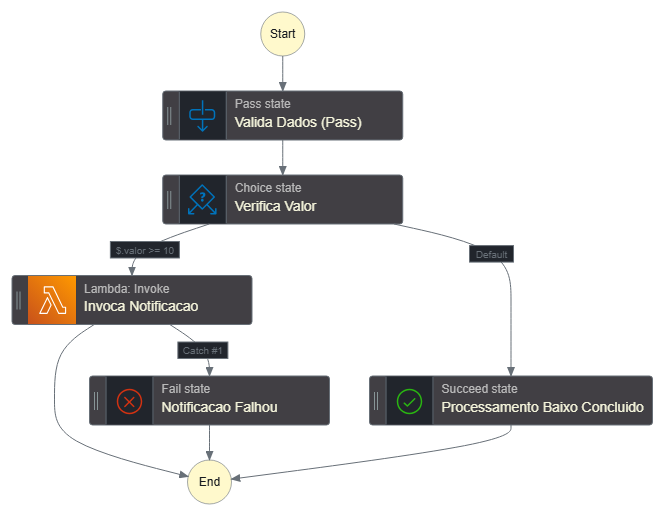 Start
Pass state
Valida Dados (Pass)
Choice state
Verifica Valor
$.valor >= 10
Default
Lambda: Invoke
Invoca Notificacao
Catch #1
Fail state
Notificacao Falhou
Succeed state
Processamento Baixo Concluido
End